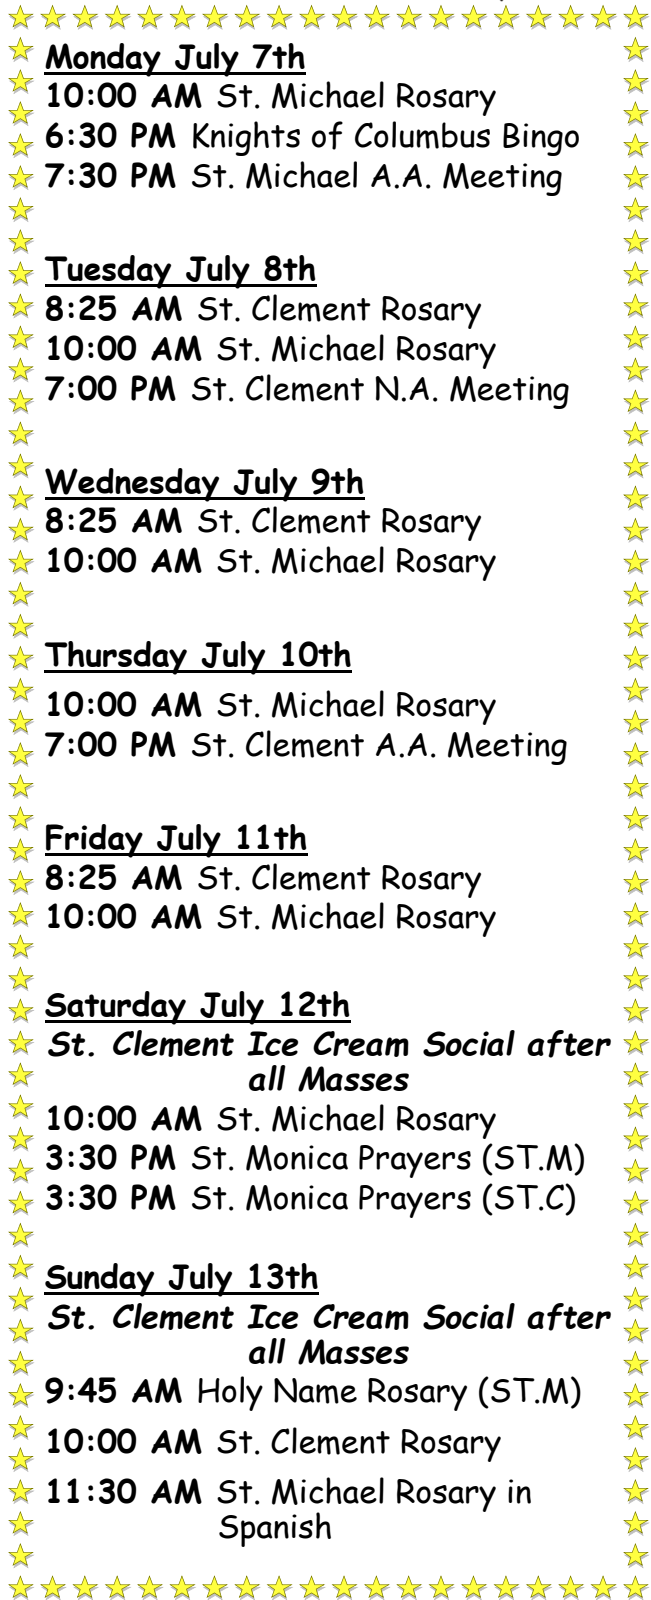 Monday July 7th
10:00 AM St. Michael Rosary
6:30 PM Knights of Columbus Bingo
7:30 PM St. Michael A.A. Meeting
Tuesday July 8th
8:25 AM St. Clement Rosary
10:00 AM St. Michael Rosary
7:00 PM St. Clement N.A. Meeting
Wednesday July 9th
8:25 AM St. Clement Rosary
10:00 AM St. Michael Rosary
Thursday July 10th
10:00 AM St. Michael Rosary
7:00 PM St. Clement A.A. Meeting
Friday July 11th
8:25 AM St. Clement Rosary
10:00 AM St. Michael Rosary
Saturday July 12th
St. Clement Ice Cream Social after
all Masses
10:00 AM St. Michael Rosary
3:30 PM St. Monica Prayers (ST.M)
3:30 PM St. Monica Prayers (ST.C)
Sunday July 13th
St. Clement Ice Cream Social after
all Masses
9:45 AM Holy Name Rosary (ST.M)
10:00 AM St. Clement Rosary
11:30 AM St. Michael Rosary in
Spanish